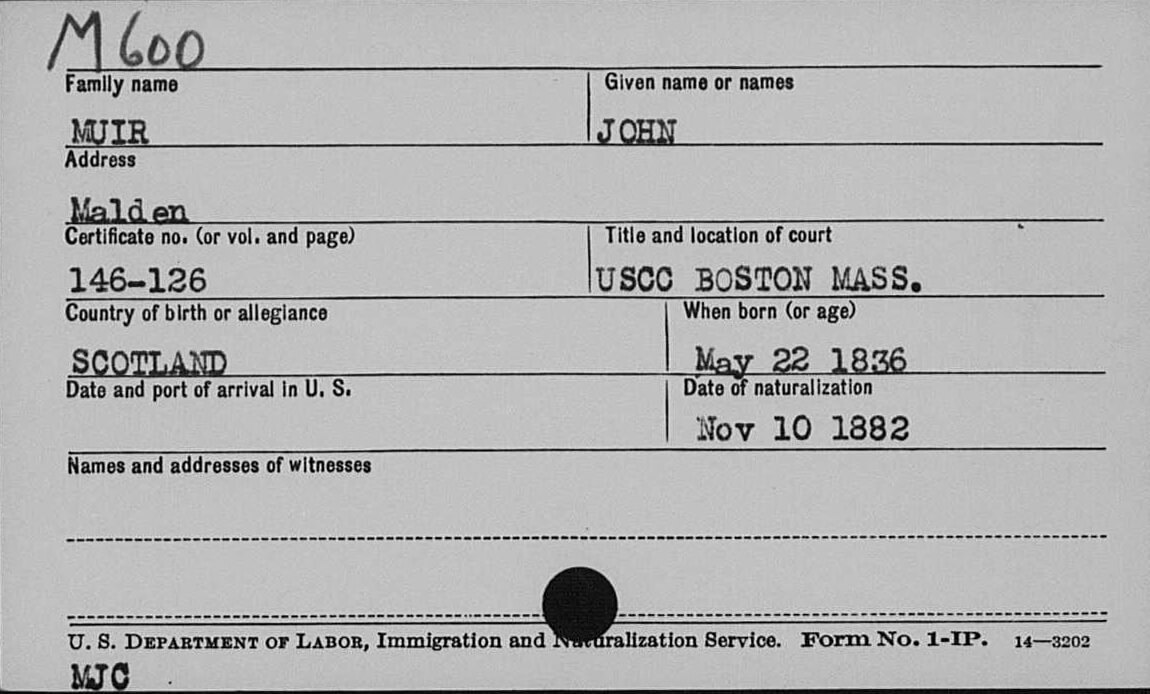 M600
Family name Given name or names
MUIR JOHN
Address
Malden
Certificate no. (or vol. and page) Title and location of court
146-126 USCC BOSTON MASS.
Country of birth or allegiance When born (or age)
SCOTLAND May 22 1836
Date and port of arrival in U. S. Date of naturalization
Nov 10 1882
Names and addresses of witnesses
U. S. DEPARTMENT OF LABOR, Immigration and Naturalization Service. Form No. 1-IP. 14—3202
MJC